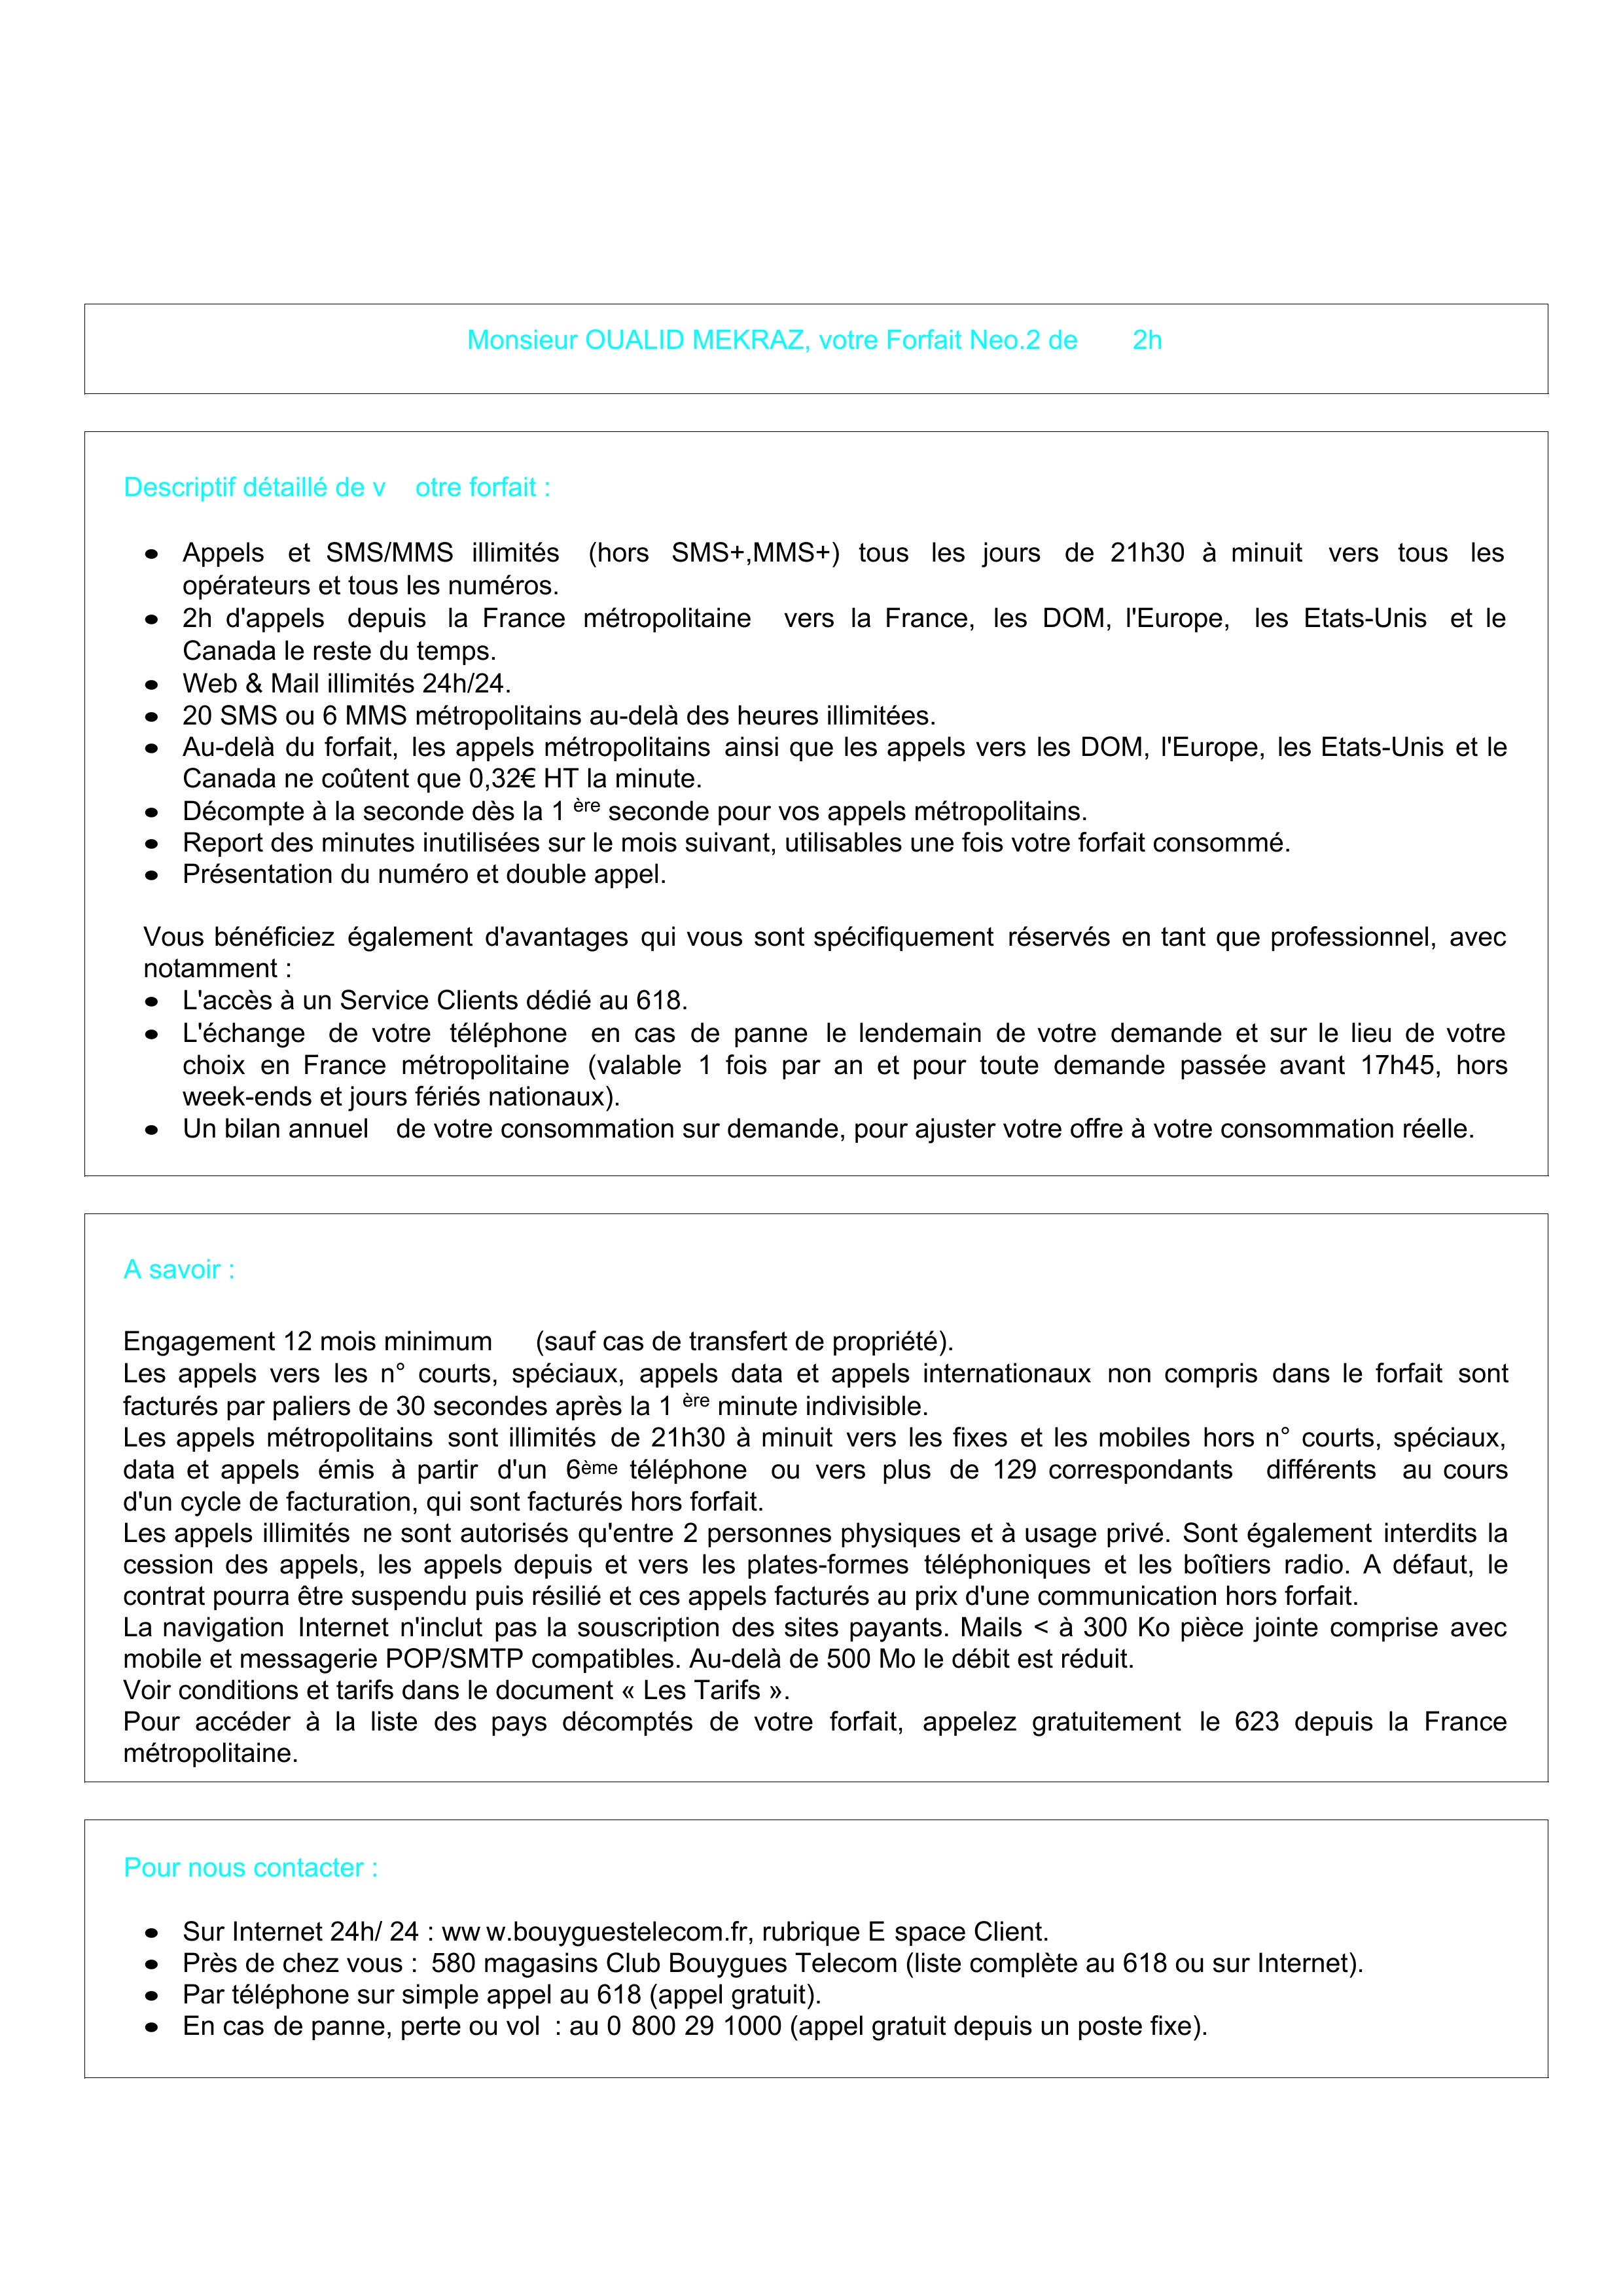 Monsieur OUALID MEKRAZ, votre Forfait Neo.2 de 2h
Descriptif détaillé de v otre forfait :
● Appels et SMS/MMS illimités (hors SMS+,MMS+) tous les jours de 21h30 à minuit vers tous les
opérateurs et tous les numéros.
● 2h d'appels depuis la France métropolitaine vers la France, les DOM, l'Europe, les Etats-Unis et le
Canada le reste du temps.
● Web & Mail illimités 24h/24.
● 20 SMS ou 6 MMS métropolitains au-delà des heures illimitées.
● Au-delà du forfait, les appels métropolitains ainsi que les appels vers les DOM, l'Europe, les Etats-Unis et le
Canada ne coûtent que 0,32€ HT la minute.
● Décompte à la seconde dès la 1 ère seconde pour vos appels métropolitains.
● Report des minutes inutilisées sur le mois suivant, utilisables une fois votre forfait consommé.
● Présentation du numéro et double appel.
Vous bénéficiez également d'avantages qui vous sont spécifiquement réservés en tant que professionnel, avec
notamment :
● L'accès à un Service Clients dédié au 618.
● L'échange de votre téléphone en cas de panne le lendemain de votre demande et sur le lieu de votre
choix en France métropolitaine (valable 1 fois par an et pour toute demande passée avant 17h45, hors
week-ends et jours fériés nationaux).
● Un bilan annuel de votre consommation sur demande, pour ajuster votre offre à votre consommation réelle.
A savoir :
Engagement 12 mois minimum (sauf cas de transfert de propriété).
Les appels vers les n° courts, spéciaux, appels data et appels internationaux non compris dans le forfait sont
facturés par paliers de 30 secondes après la 1 ère minute indivisible.
Les appels métropolitains sont illimités de 21h30 à minuit vers les fixes et les mobiles hors n° courts, spéciaux,
data et appels émis à partir d'un 6ème téléphone ou vers plus de 129 correspondants différents au cours
d'un cycle de facturation, qui sont facturés hors forfait.
Les appels illimités ne sont autorisés qu'entre 2 personnes physiques et à usage privé. Sont également interdits la
cession des appels, les appels depuis et vers les plates-formes téléphoniques et les boîtiers radio. A défaut, le
contrat pourra être suspendu puis résilié et ces appels facturés au prix d'une communication hors forfait.
La navigation Internet n'inclut pas la souscription des sites payants. Mails < à 300 Ko pièce jointe comprise avec
mobile et messagerie POP/SMTP compatibles. Au-delà de 500 Mo le débit est réduit.
Voir conditions et tarifs dans le document « Les Tarifs ».
Pour accéder à la liste des pays décomptés de votre forfait, appelez gratuitement le 623 depuis la France
métropolitaine.
Pour nous contacter :
● Sur Internet 24h/ 24 : ww w.bouyguestelecom.fr, rubrique E space Client.
● Près de chez vous : 580 magasins Club Bouygues Telecom (liste complète au 618 ou sur Internet).
● Par téléphone sur simple appel au 618 (appel gratuit).
● En cas de panne, perte ou vol : au 0 800 29 1000 (appel gratuit depuis un poste fixe).